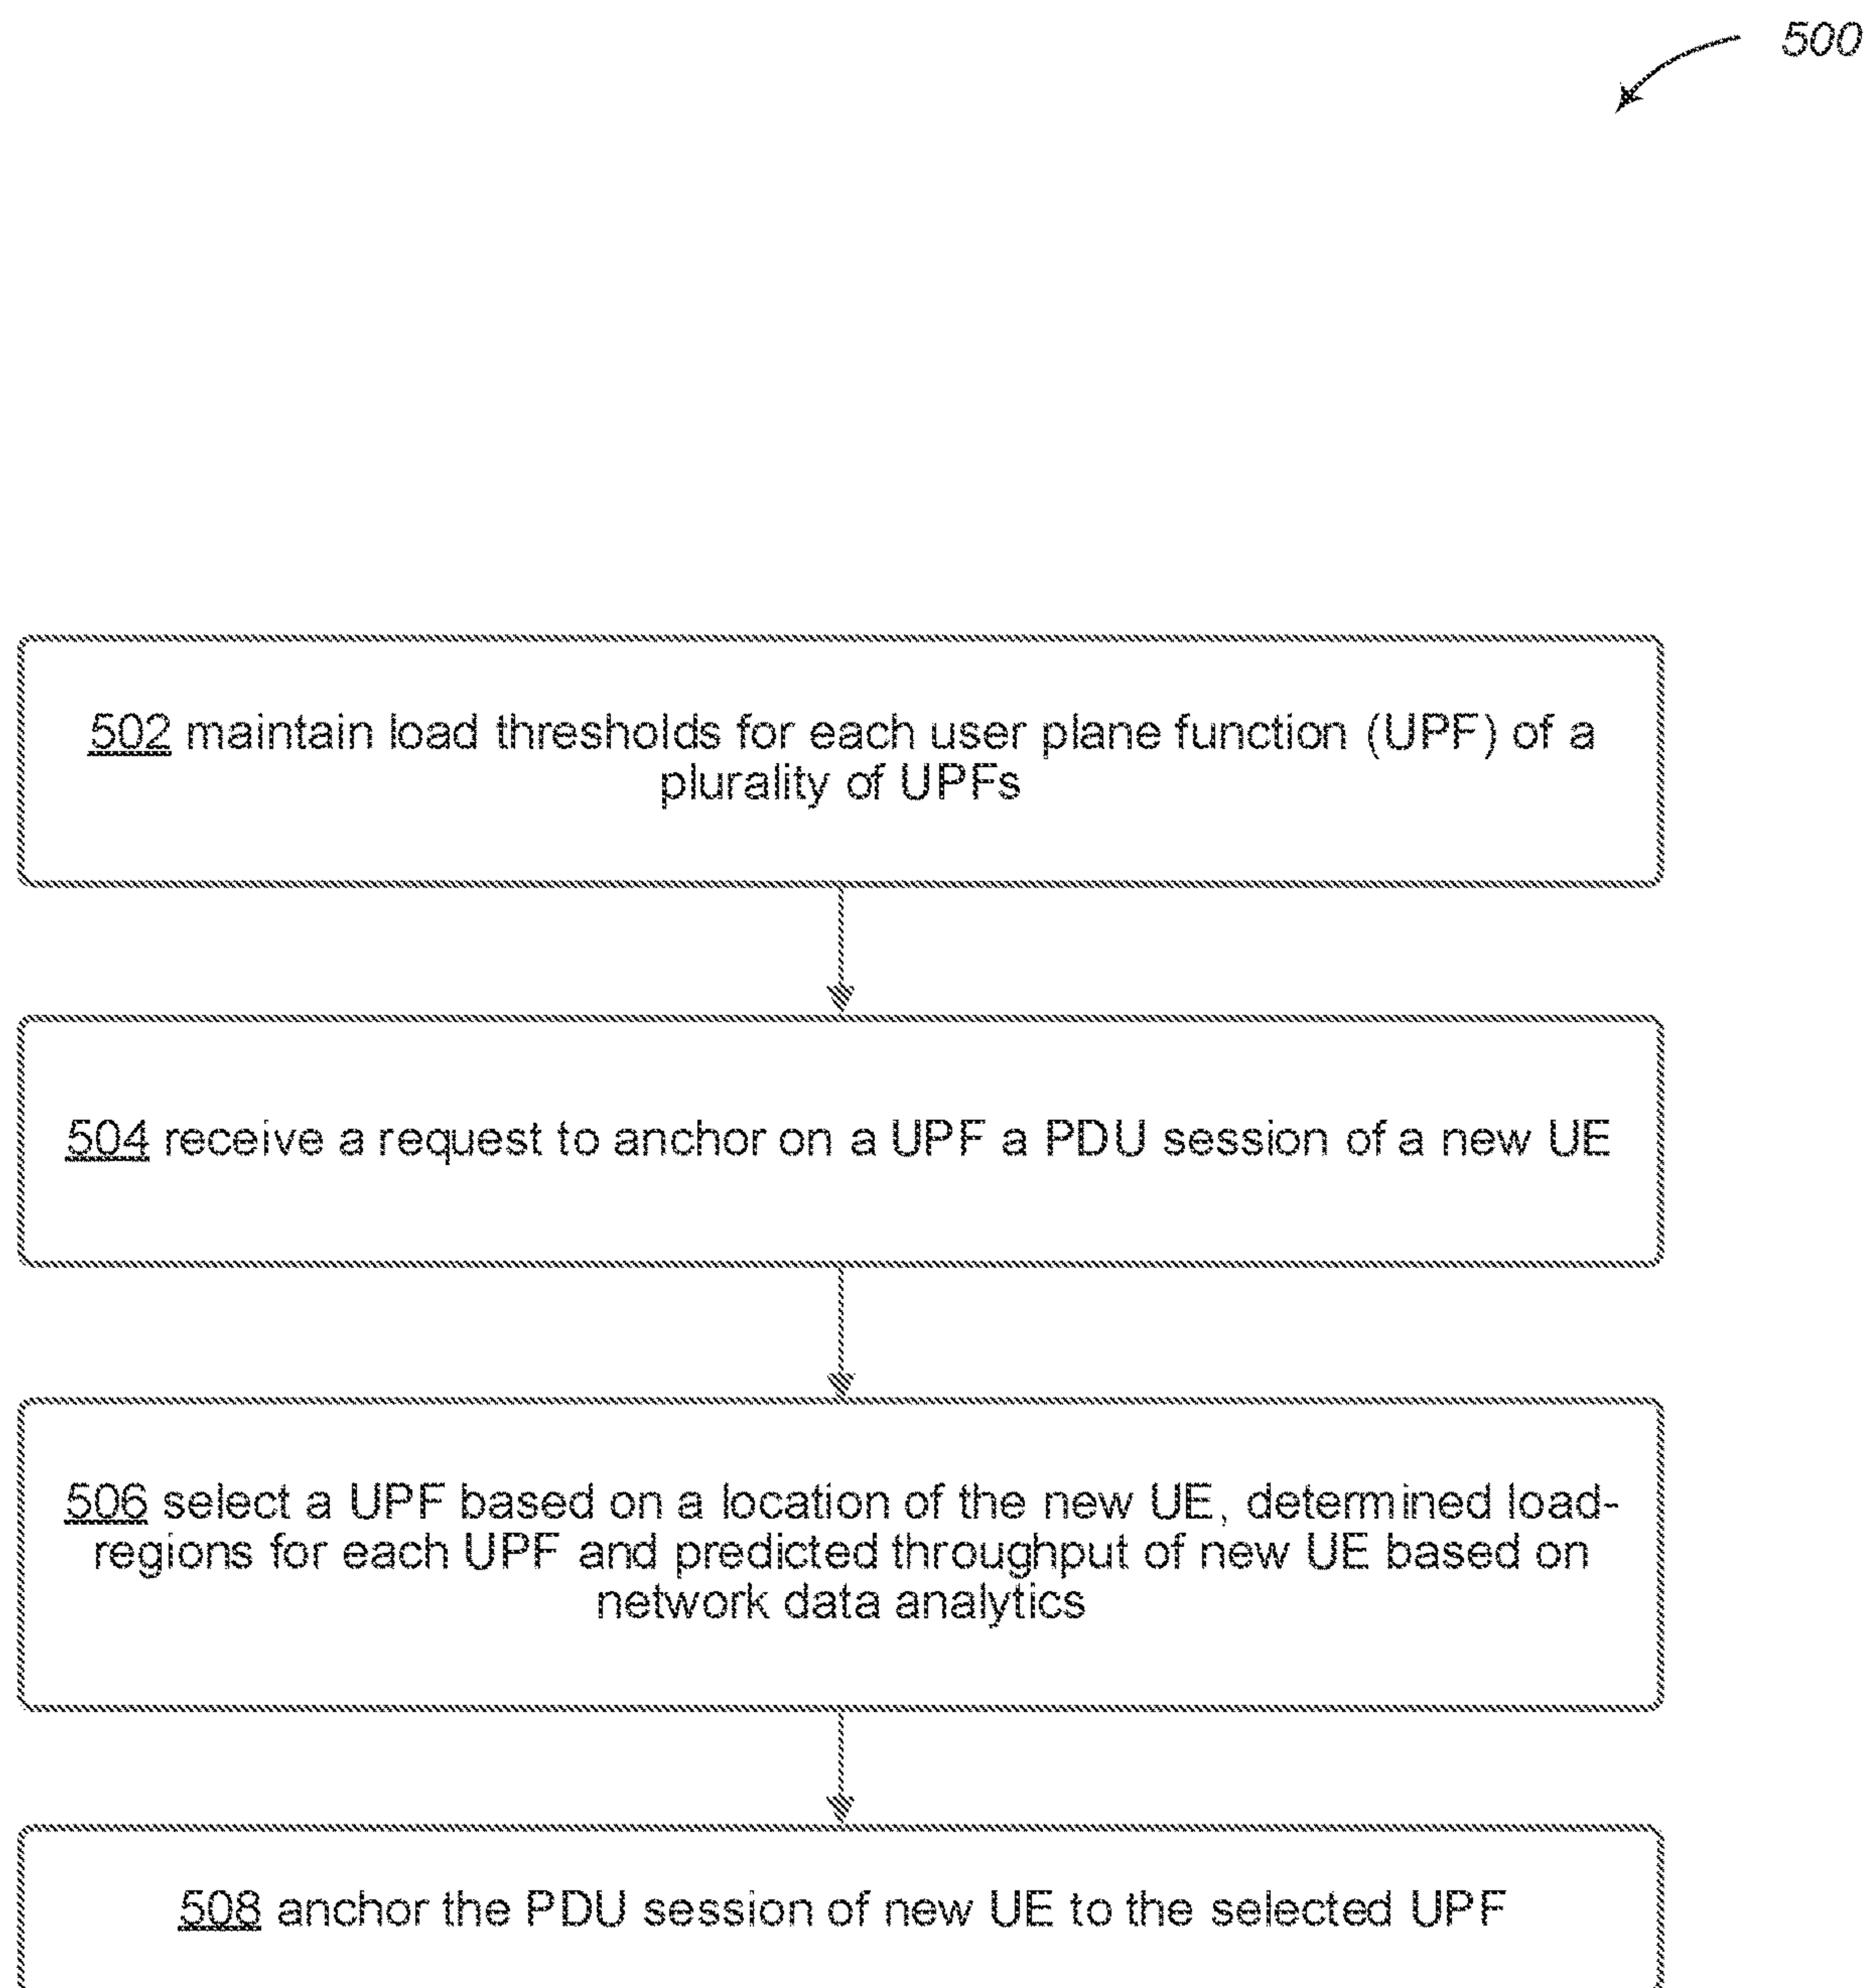 500
502 maintain load thresholds for each user plane function (UPF) of a
plurality of UPFs
504 receive a request to anchor on a UPF a PDU session of a new UE
506 select a UPF based on a location of the new UE, determined load-
regions for each UPF and predicted throughput of new UE based on
network data analytics
508 anchor the PDU session of new UE to the selected UPF